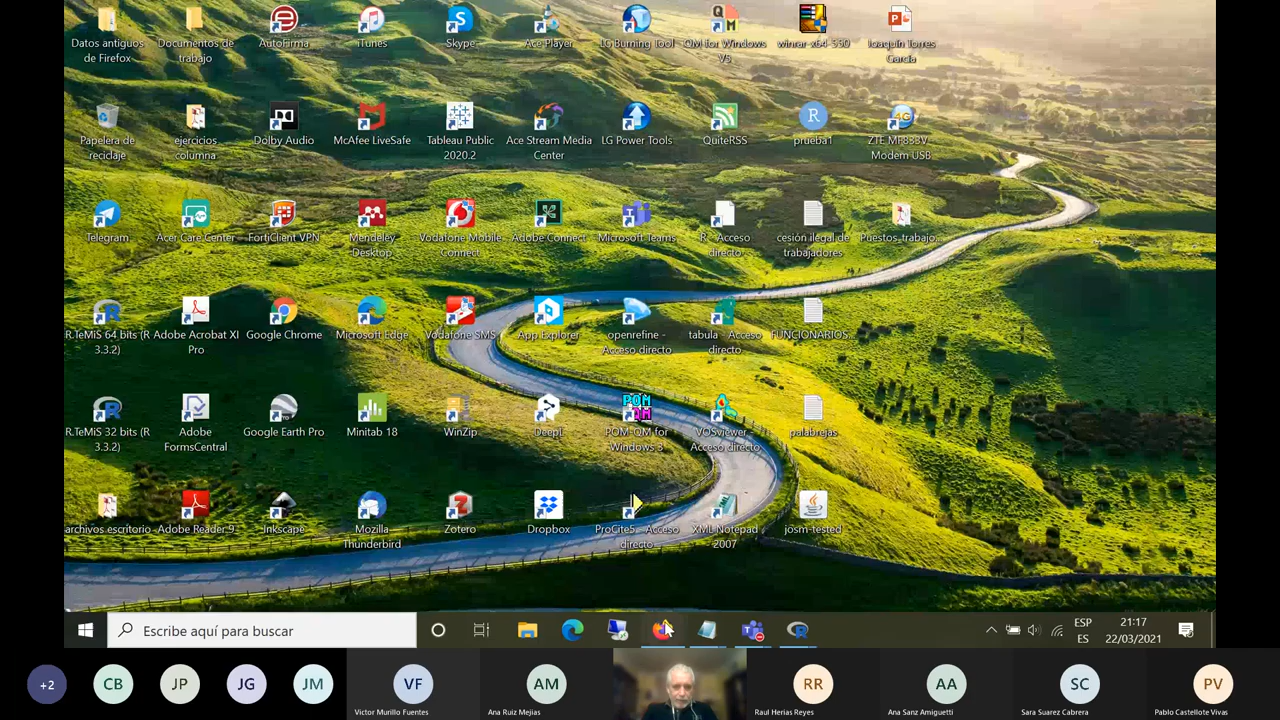 Datos antiguos
de Firefox
Documentos de
trabajo
AutoFirma
iTunes
Skype
Ace Player
LG Burning Tool
QM for Windows
V5
winrar-x64-550
Joaquín Torres
García
Papelera de
reciclaje
ejercicios
columna
Dolby Audio
McAfee LiveSafe
Tableau Public
2020.2
Ace Stream Media
Center
LG Power Tools
QuiteRSS
prueba1
ZTE MF833V
Modem USB
Telegram
Acer Care Center
FortiClient VPN
Mendeley
Desktop
Vodafone Mobile
Connect
Adobe Connect
Microsoft Teams
R - Acceso
directo
cesión ilegal de
trabajadores
Puestos_trabajo...
R.TeMiS 64 bits (R
3.3.2)
Adobe Acrobat XI
Pro
Google Chrome
Microsoft Edge
Vodafone SMS
App Explorer
openrefine -
Acceso directo
tabula - Acceso
directo
FUNCIONARIOS...
R.TeMiS 32 bits (R
3.3.2)
Adobe
FormsCentral
Google Earth Pro
Minitab 18
WinZip
DeepL
POM-QM for
Windows 3
VOSviewer -
Acceso directo
palabrejas
archivos escritorio
Adobe Reader 9
Inkscape
Mozilla
Thunderbird
Zotero
Dropbox
ProCite5 - Acceso
directo
XML Notepad
2007
josm-tested
Escribe aquí para buscar
ESP
ES
21:17
22/03/2021
+2
CB
JP
JG
JM
VF
Victor Murillo Fuentes
AM
Ana Ruiz Mejias
RR
Raul Herias Reyes
AA
Ana Sanz Amiguetti
SC
Sara Suarez Cabrera
PV
Pablo Castellote Vivas